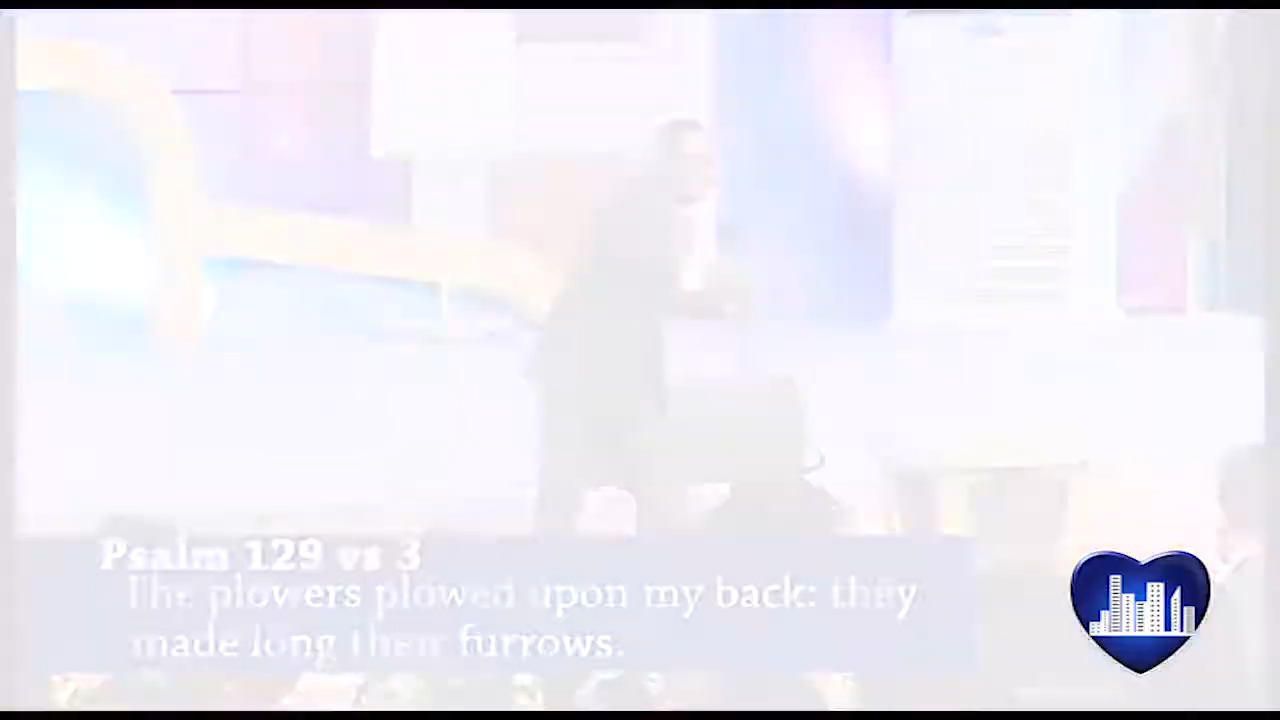 Psalm 129 vs 3
The plowers plowed upon my back: they
made long their furrows.